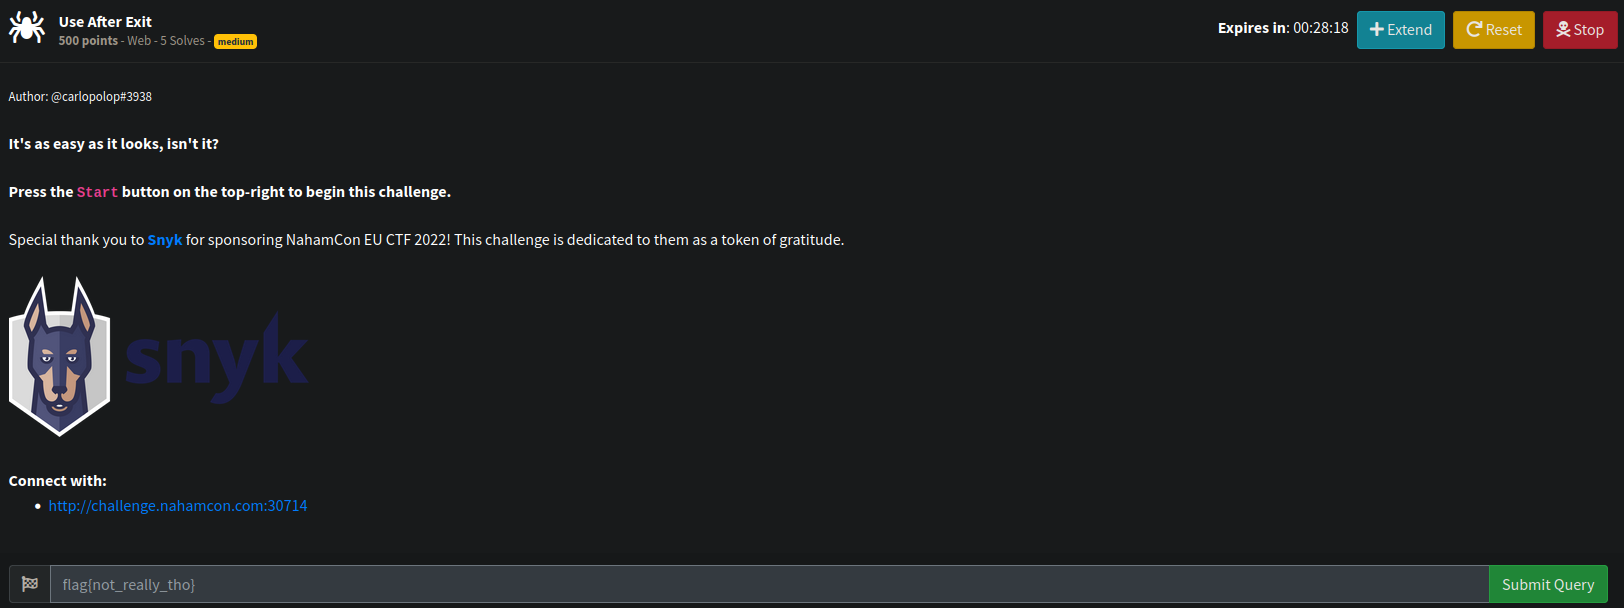 Use After Exit
500 points - Web - 5 Solves - medium
Expires in: 00:28:18
Extend
Reset
Stop
Author: @carlopolop#3938
It's as easy as it looks, isn't it?
Press the Start button on the top-right to begin this challenge.
Special thank you to Snyk for sponsoring NahamCon EU CTF 2022! This challenge is dedicated to them as a token of gratitude.
snyk
Connect with:
http://challenge.nahamcon.com:30714
flag{not_really_tho}
Submit Query